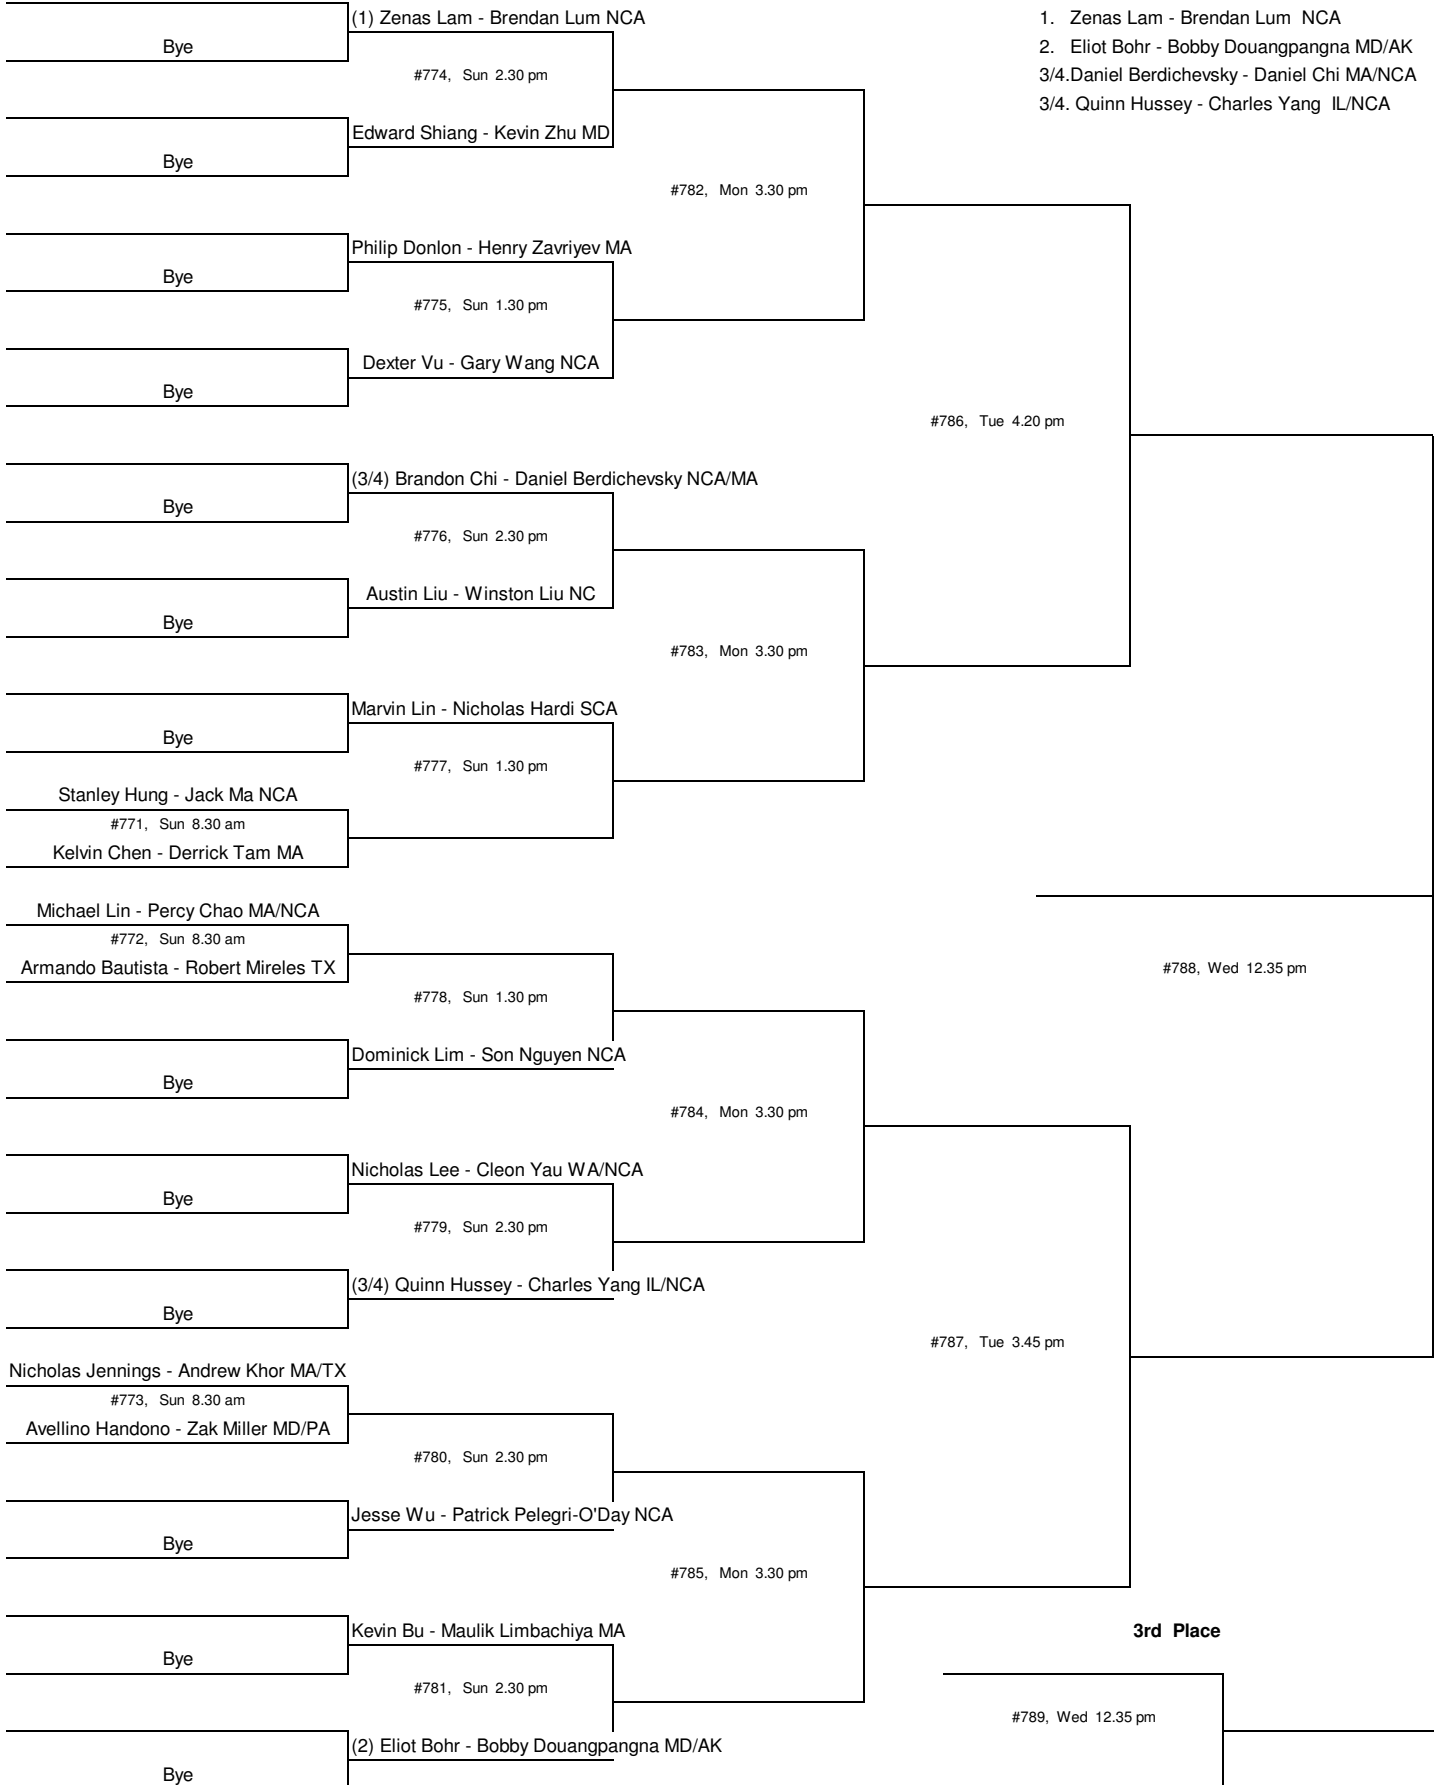 (1) Zenas Lam - Brendan Lum NCA
1. Zenas Lam - Brendan Lum NCA
Bye
2. Eliot Bohr - Bobby Douangpangna MD/AK
#774, Sun 2.30 pm
3/4.Daniel Berdichevsky - Daniel Chi MA/NCA
3/4. Quinn Hussey - Charles Yang IL/NCA
Edward Shiang - Kevin Zhu MD
Bye
#782, Mon 3.30 pm
Philip Donlon - Henry Zavriyev MA
Bye
#775, Sun 1.30 pm
Dexter Vu - Gary Wang NCA
Bye
#786, Tue 4.20 pm
(3/4) Brandon Chi - Daniel Berdichevsky NCA/MA
Bye
#776, Sun 2.30 pm
Austin Liu - Winston Liu NC
Bye
#783, Mon 3.30 pm
Marvin Lin - Nicholas Hardi SCA
Bye
#777, Sun 1.30 pm
Stanley Hung - Jack Ma NCA
#771, Sun 8.30 am
Kelvin Chen - Derrick Tam MA
Michael Lin - Percy Chao MA/NCA
#772, Sun 8.30 am
Armando Bautista - Robert Mireles TX
#788, Wed 12.35 pm
#778, Sun 1.30 pm
Dominick Lim - Son Nguyen NCA
Bye
#784, Mon 3.30 pm
Nicholas Lee - Cleon Yau WA/NCA
Bye
#779, Sun 2.30 pm
(3/4) Quinn Hussey - Charles Yang IL/NCA
Bye
#787, Tue 3.45 pm
Nicholas Jennings - Andrew Khor MA/TX
#773, Sun 8.30 am
Avellino Handono - Zak Miller MD/PA
#780, Sun 2.30 pm
Jesse Wu - Patrick Pelegri-O'Day NCA
Bye
#785, Mon 3.30 pm
Kevin Bu - Maulik Limbachiya MA
3rd Place
Bye
#781, Sun 2.30 pm
#789, Wed 12.35 pm
(2) Eliot Bohr - Bobby Douangpangna MD/AK
Bye